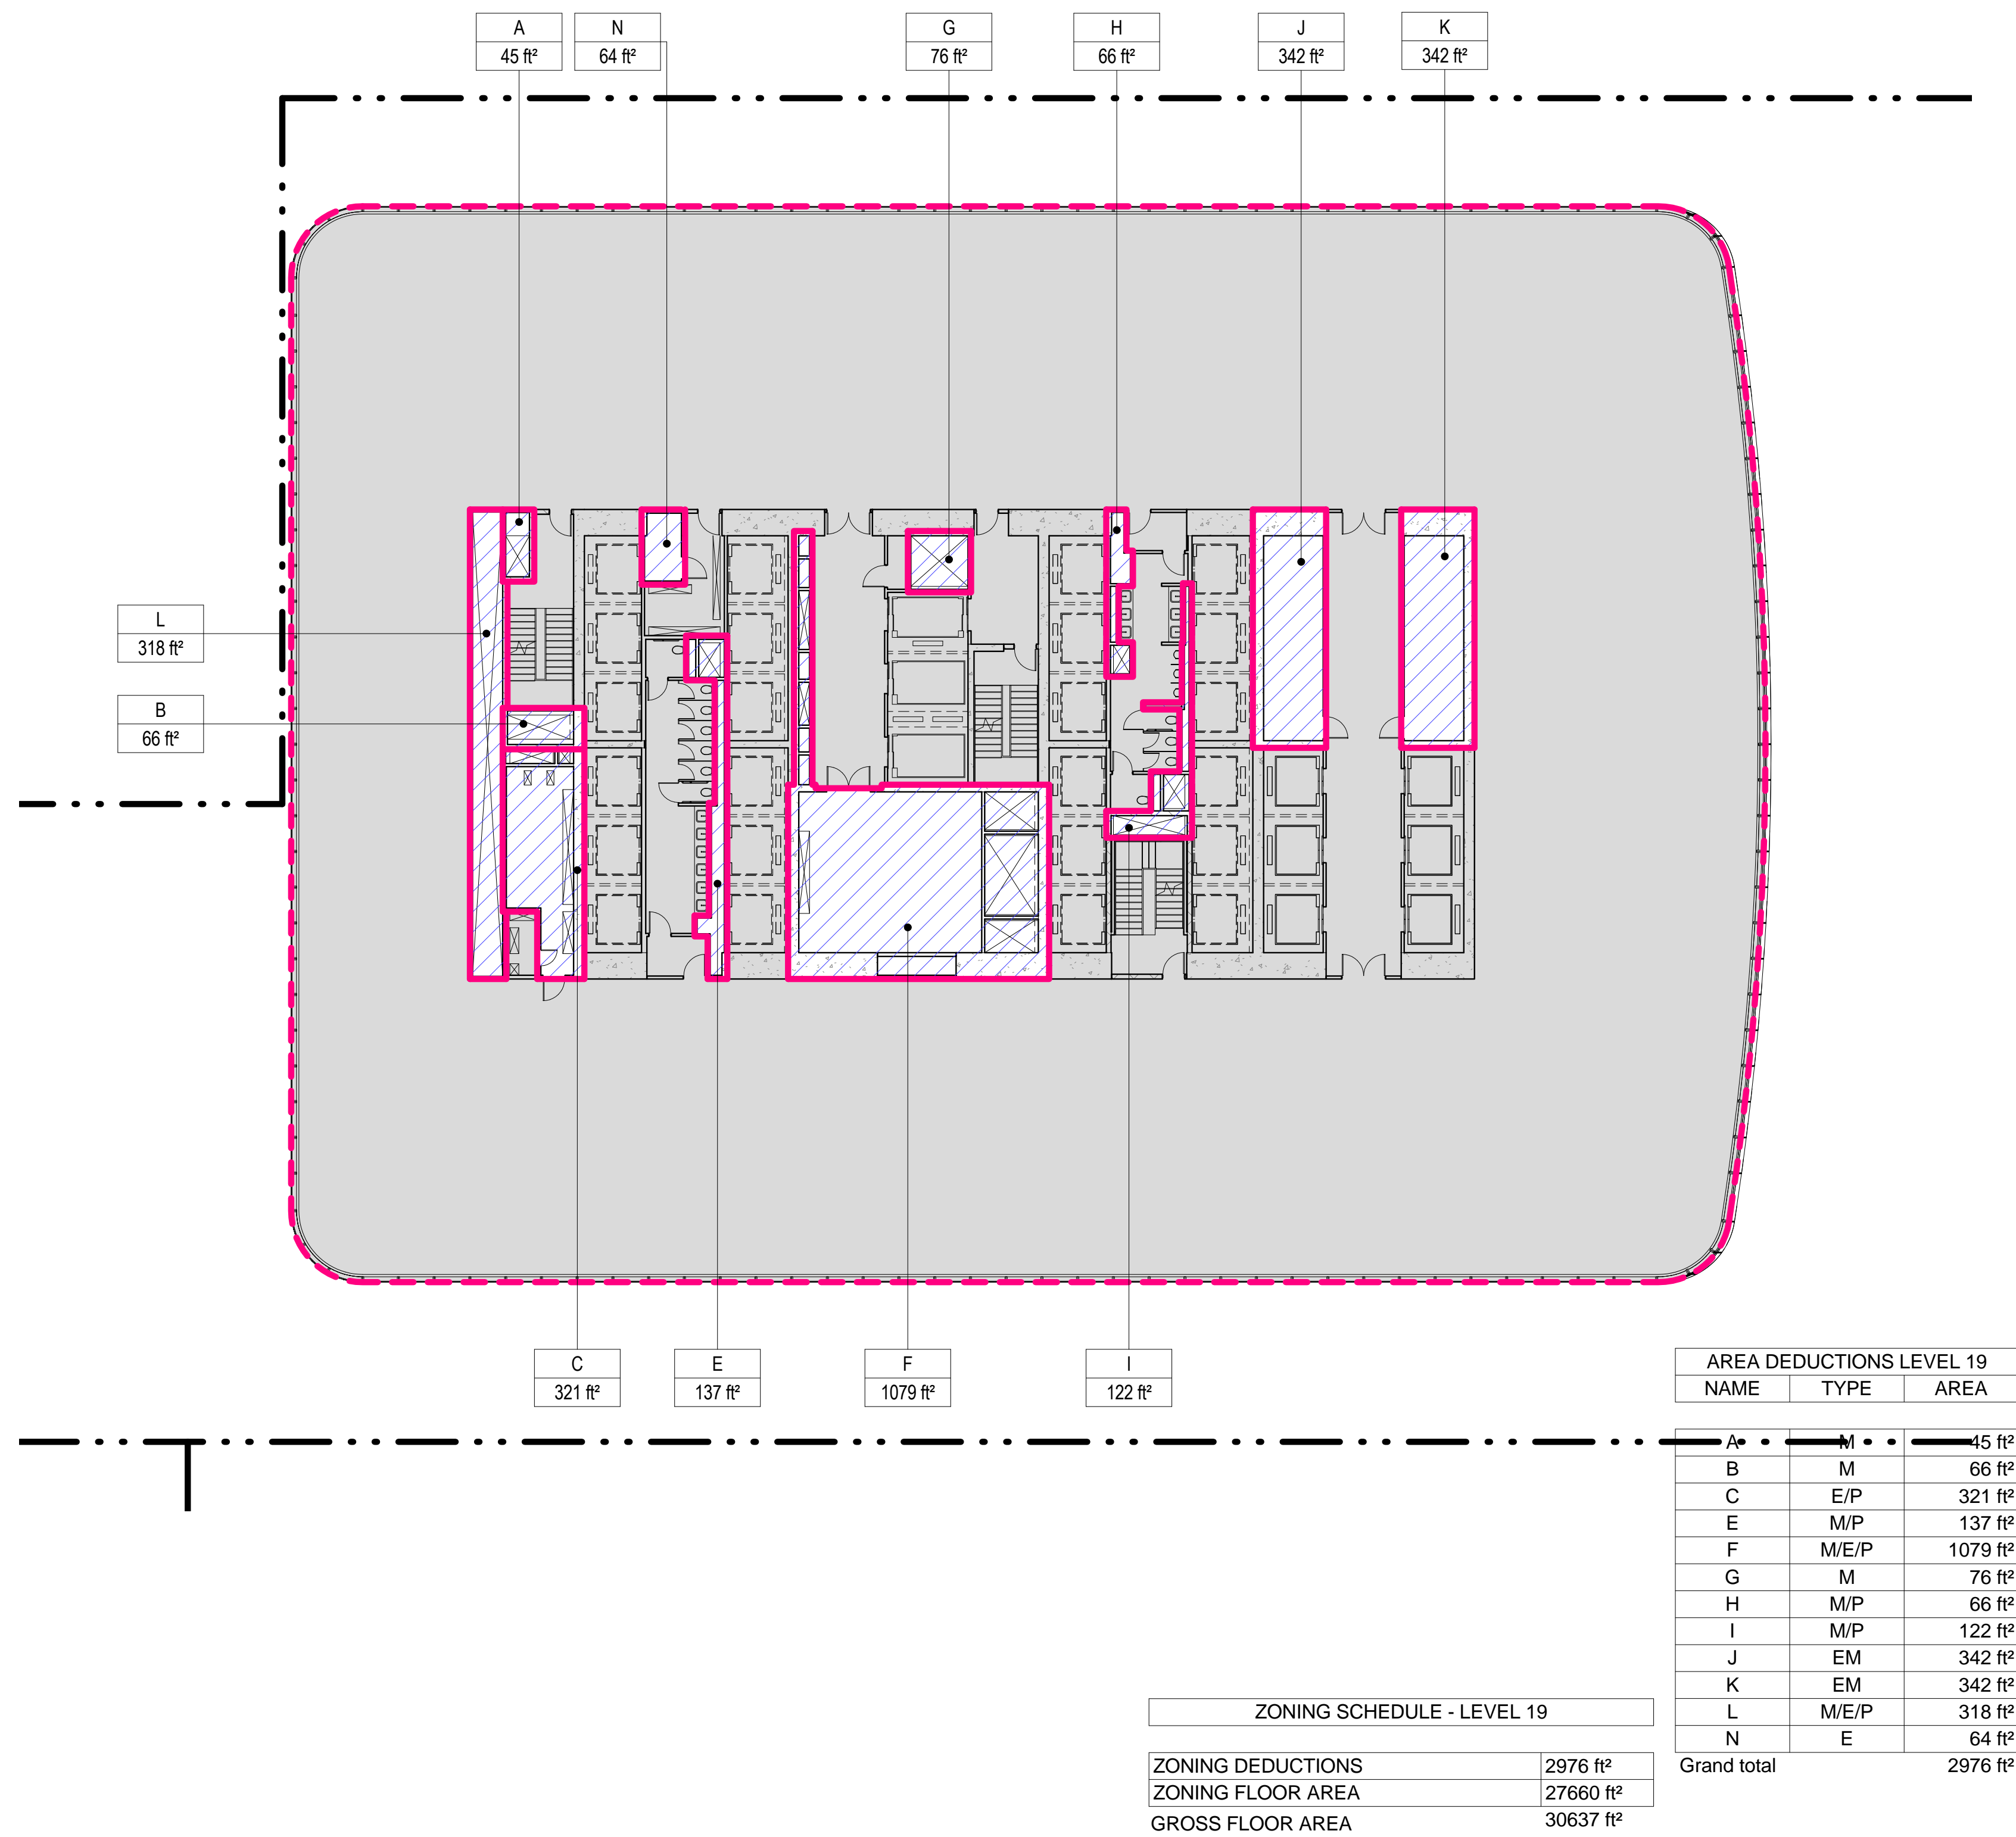 A N G H J K
45 ft² 64 ft² 76 ft² 66 ft² 342 ft² 342 ft²
L
318 ft²
B
66 ft²
C E F I
321 ft² 137 ft² 1079 ft² 122 ft²
AREA DEDUCTIONS LEVEL 19
NAME TYPE AREA
A M 45 ft²
B M 66 ft²
C E/P 321 ft²
E M/P 137 ft²
F M/E/P 1079 ft²
G M 76 ft²
H M/P 66 ft²
I M/P 122 ft²
J EM 342 ft²
K EM 342 ft²
L M/E/P 318 ft²
N E 64 ft²
Grand total 2976 ft²
ZONING SCHEDULE - LEVEL 19
ZONING DEDUCTIONS 2976 ft²
ZONING FLOOR AREA 27660 ft²
GROSS FLOOR AREA 30637 ft²